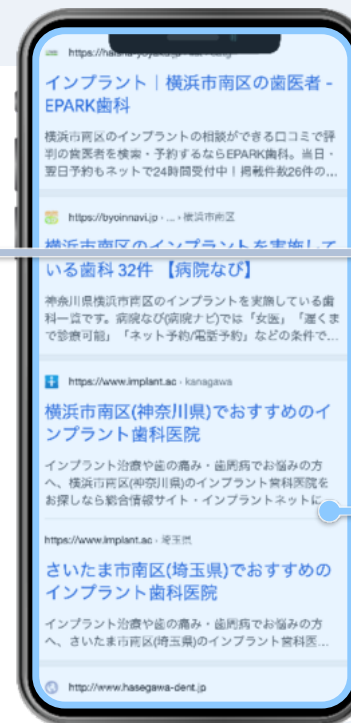 インプラント｜横浜市南区の歯医者 -
EPARK歯科
横浜市南区のインプラントの相談ができる口コミで評
判の歯医者を検索・予約するならEPARK歯科。当日・
翌日予約もネットで24時間受付中！掲載件数26件の...
https://byoinnavi.jp › ... › 横浜市南区
横浜市南区のインプラントを実施して
いる歯科 32件 【病院なび】
神奈川県横浜市南区のインプラントを実施している歯
科一覧です。病院なび(病院ナビ)では「女医」「遅くま
で診療可能」「ネット予約/電話予約」などの条件で...
https://www.implant.ac › kanagawa
横浜市南区(神奈川県)でおすすめのイ
ンプラント歯科医院
インプラント治療や歯の痛み・歯周病でお悩みの方
へ、横浜市南区(神奈川県)のインプラント歯科医院を
お探しなら総合情報サイト・インプラントネットに
https://www.implant.ac › 埼玉県
さいたま市南区(埼玉県)でおすすめの
インプラント歯科医院
インプラント治療や歯の痛み・歯周病でお悩みの方
へ、さいたま市南区(埼玉県)のインプラント歯科医...
http://www.hasegawa-dent.jp